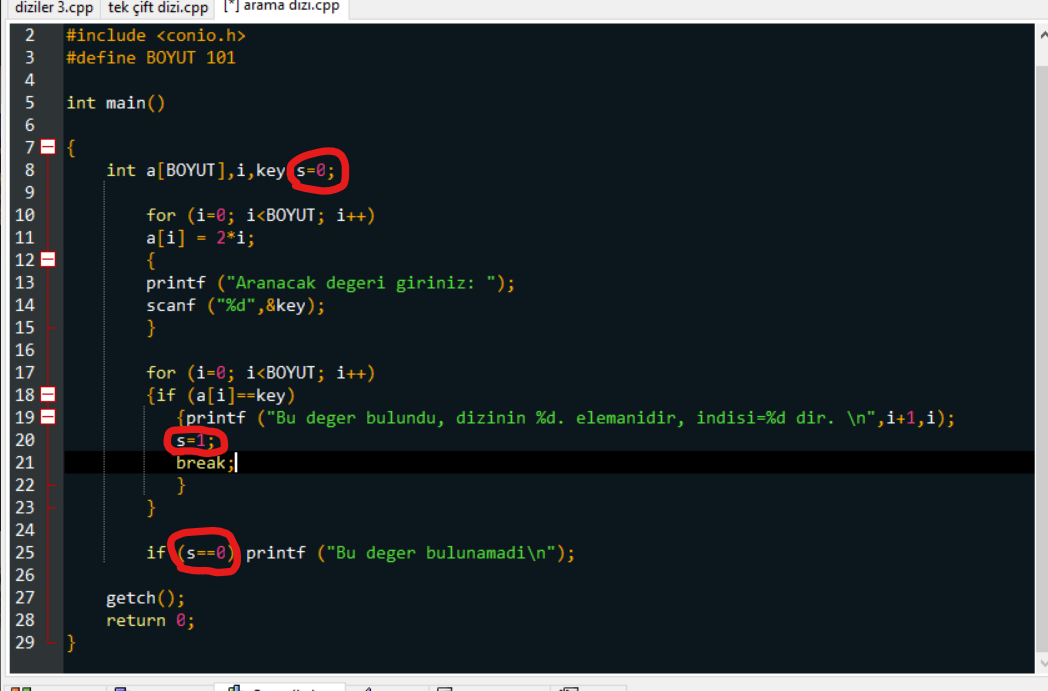 diziler 3.cpp tek çift dizi.cpp [*] arama dizi.cpp
2 #include <conio.h>
3 #define BOYUT 101
4
5 int main()
6
7 {
8 int a[BOYUT],i,key s=0;
9
10 for (i=0; i<BOYUT; i++)
11 a[i] = 2*i;
12 {
13 printf ("Aranacak degeri giriniz: ");
14 scanf ("%d",&key);
15 }
16
17 for (i=0; i<BOYUT; i++)
18 {if (a[i]==key)
19 {printf ("Bu deger bulundu, dizinin %d. elemanidir, indisi=%d dir. \n",i+1,i);
20 s=1;
21 break;
22 }
23 }
24
25 if (s==0) printf ("Bu deger bulunamadi\n");
26
27 getch();
28 return 0;
29 }